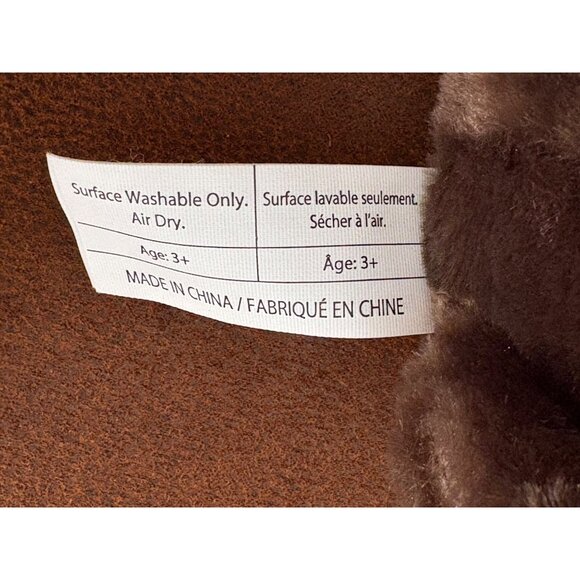 Surface Washable Only.
Air Dry.
Surface lavable seulement.
Sécher à l'air.
Age: 3+
Âge: 3+
MADE IN CHINA / FABRIQUÉ EN CHINE